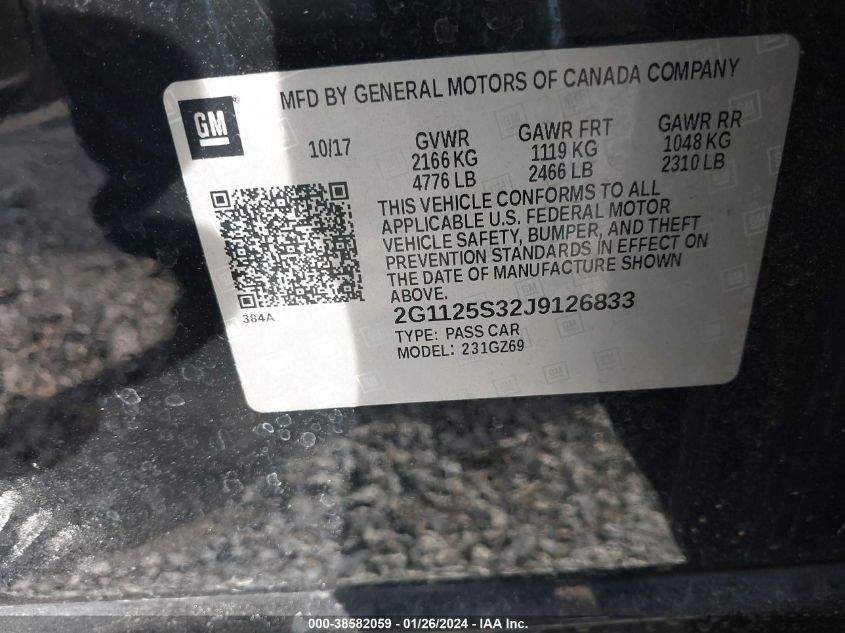 MFD BY GENERAL MOTORS OF CANADA COMPANY
GM
10/17
GVWR
2166 KG
4776 LB
GAWR FRT
1119 KG
2466 LB
GAWR RR
1048 KG
2310 LB
THIS VEHICLE CONFORMS TO ALL
APPLICABLE U.S. FEDERAL MOTOR
VEHICLE SAFETY, BUMPER, AND THEFT
PREVENTION STANDARDS IN EFFECT ON
THE DATE OF MANUFACTURE SHOWN
ABOVE.
384A
2G1125S32J9126833
TYPE: PASS CAR
MODEL: 231GZ69
000-38582059 - 01/26/2024 - IAA Inc.